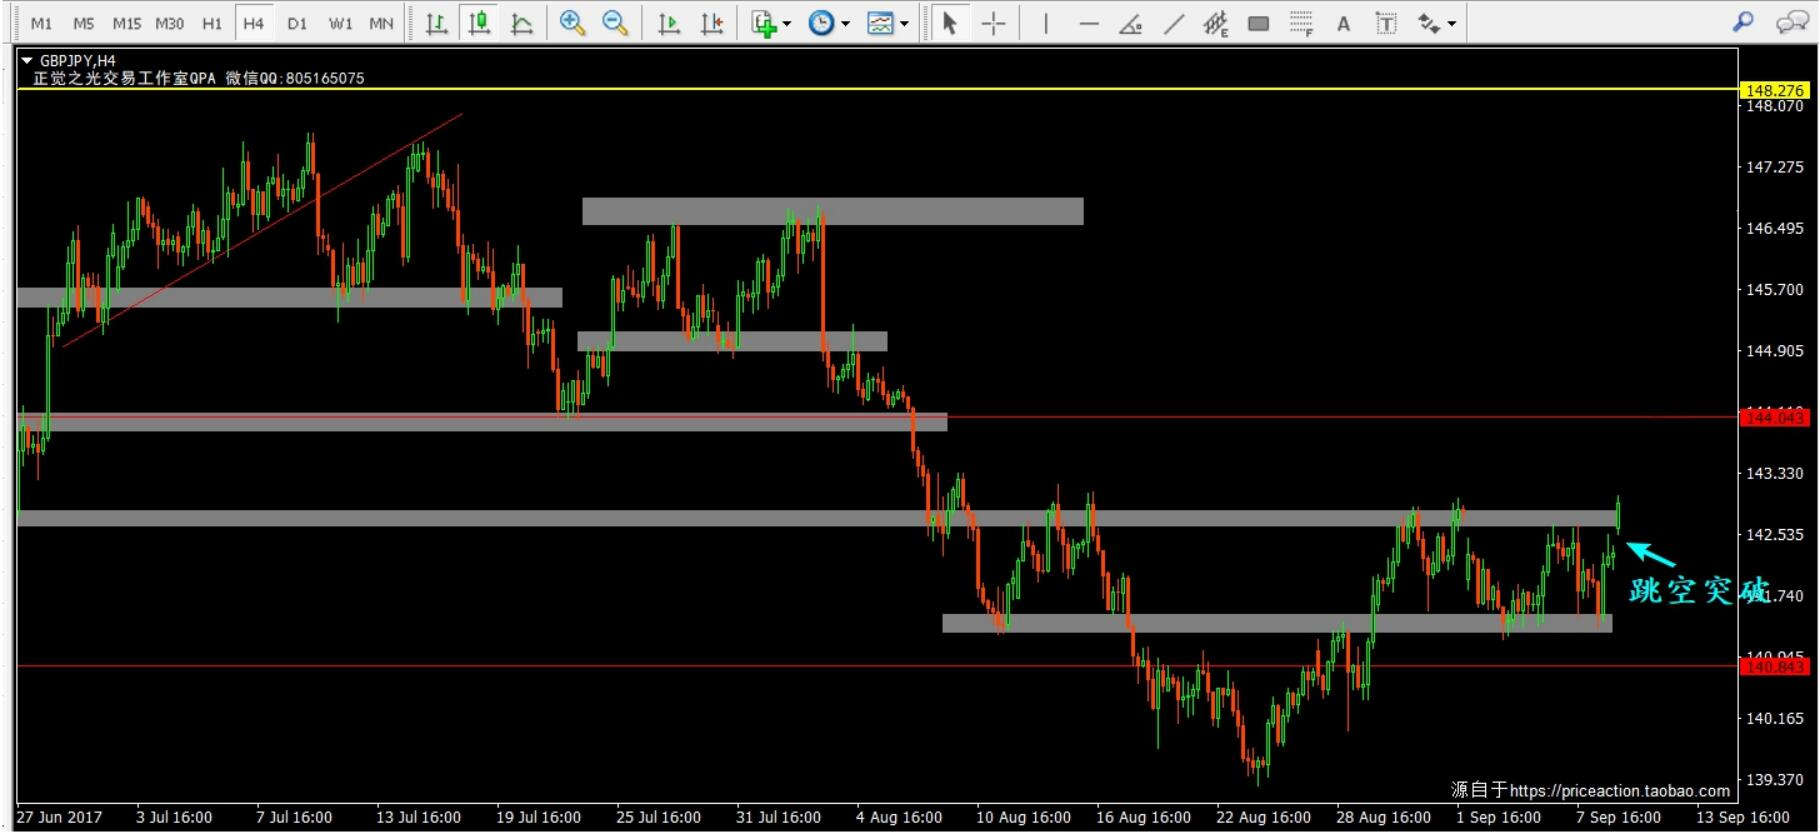 M1 M5 M15 M30 H1 H4 D1 W1 MN E F A T
GBPJPY,H4
正觉之光交易工作室QPA 微信QQ:805165075
148.276
148.070
147.275
146.495
145.700
144.905
144.043
143.330
142.535
跳空突破
140.843
140.165
139.370
源自于https://priceaction.taobao.com
27 Jun 2017 3 Jul 16:00 7 Jul 16:00 13 Jul 16:00 19 Jul 16:00 25 Jul 16:00 31 Jul 16:00 4 Aug 16:00 10 Aug 16:00 16 Aug 16:00 22 Aug 16:00 28 Aug 16:00 1 Sep 16:00 7 Sep 16:00 13 Sep 16:00